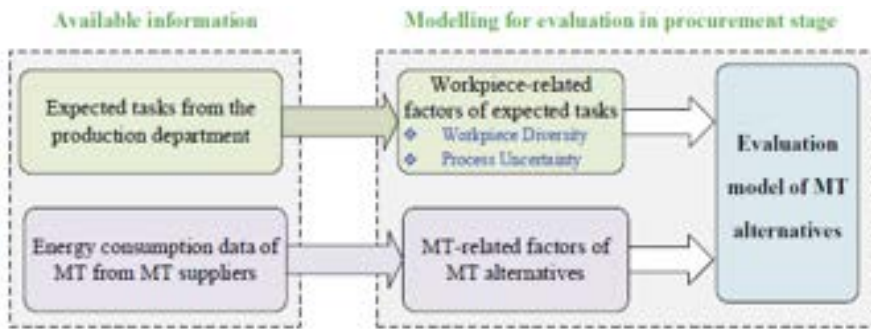 Available information
Modelling for evaluation in procurement stage
Expected tasks from the
production department
Workpiece-related
factors of expected tasks
❖ Workpiece Diversity
❖ Process Uncertainty
Energy consumption data of
MT from MT suppliers
MT-related factors of
MT alternatives
Evaluation
model of MT
alternatives